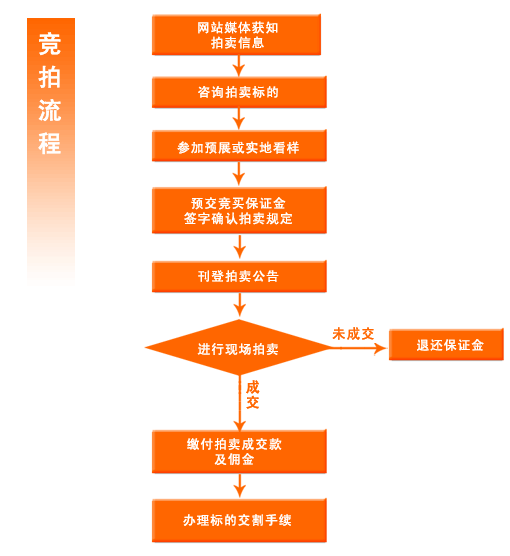 竞拍流程
网站媒体获知
拍卖信息
咨询拍卖标的
参加预展或实地看样
预交竞买保证金
签字确认拍卖规定
刊登拍卖公告
进行现场拍卖
未成交
退还保证金
成交
缴付拍卖成交款
及佣金
办理标的交割手续